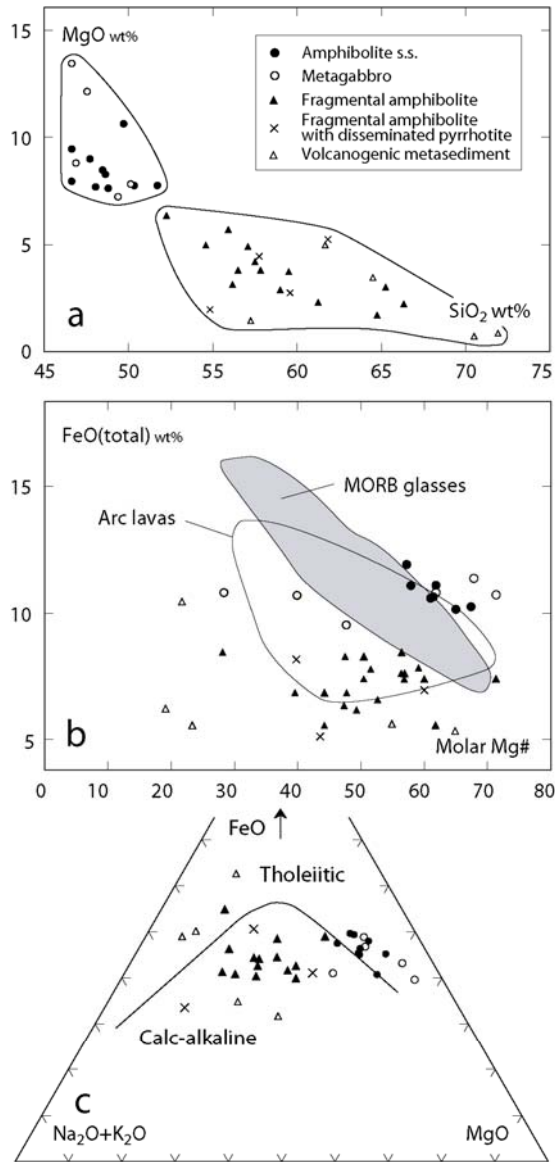 15
MgO wt%
Amphibolite s.s.
Metagabbro
Fragmental amphibolite
Fragmental amphibolite
with disseminated pyrrhotite
Volcanogenic metasediment
10
5
a
SiO2 wt%
0
45 50 55 60 65 70 75
b
FeO(total) wt%
15
MORB glasses
Arc lavas
10
5
Molar Mg#
0 10 20 30 40 50 60 70 80
FeO
Tholeiitic
Calc-alkaline
c
Na2O+K2O
MgO